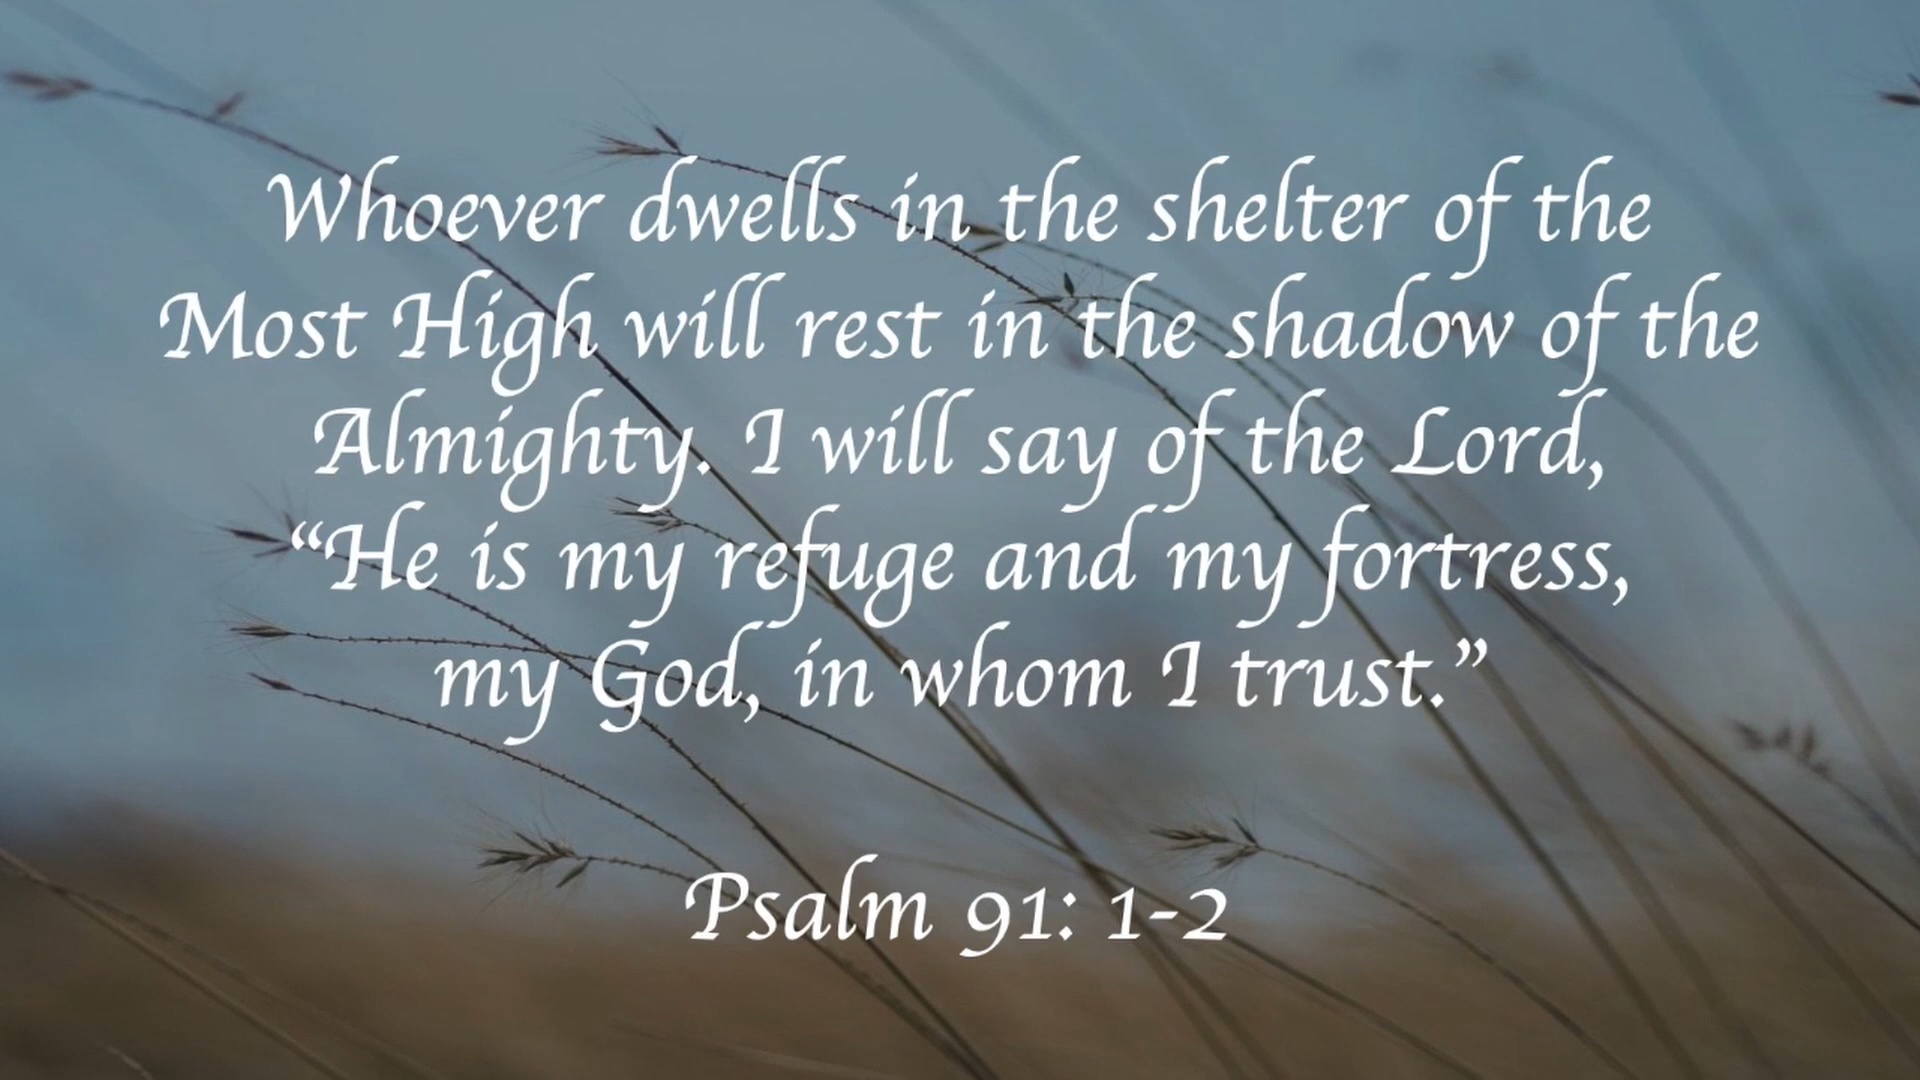 Whoever dwells in the shelter of the
Most High will rest in the shadow of the
Almighty. I will say of the Lord,
“He is my refuge and my fortress,
my God, in whom I trust.”
Psalm 91: 1-2